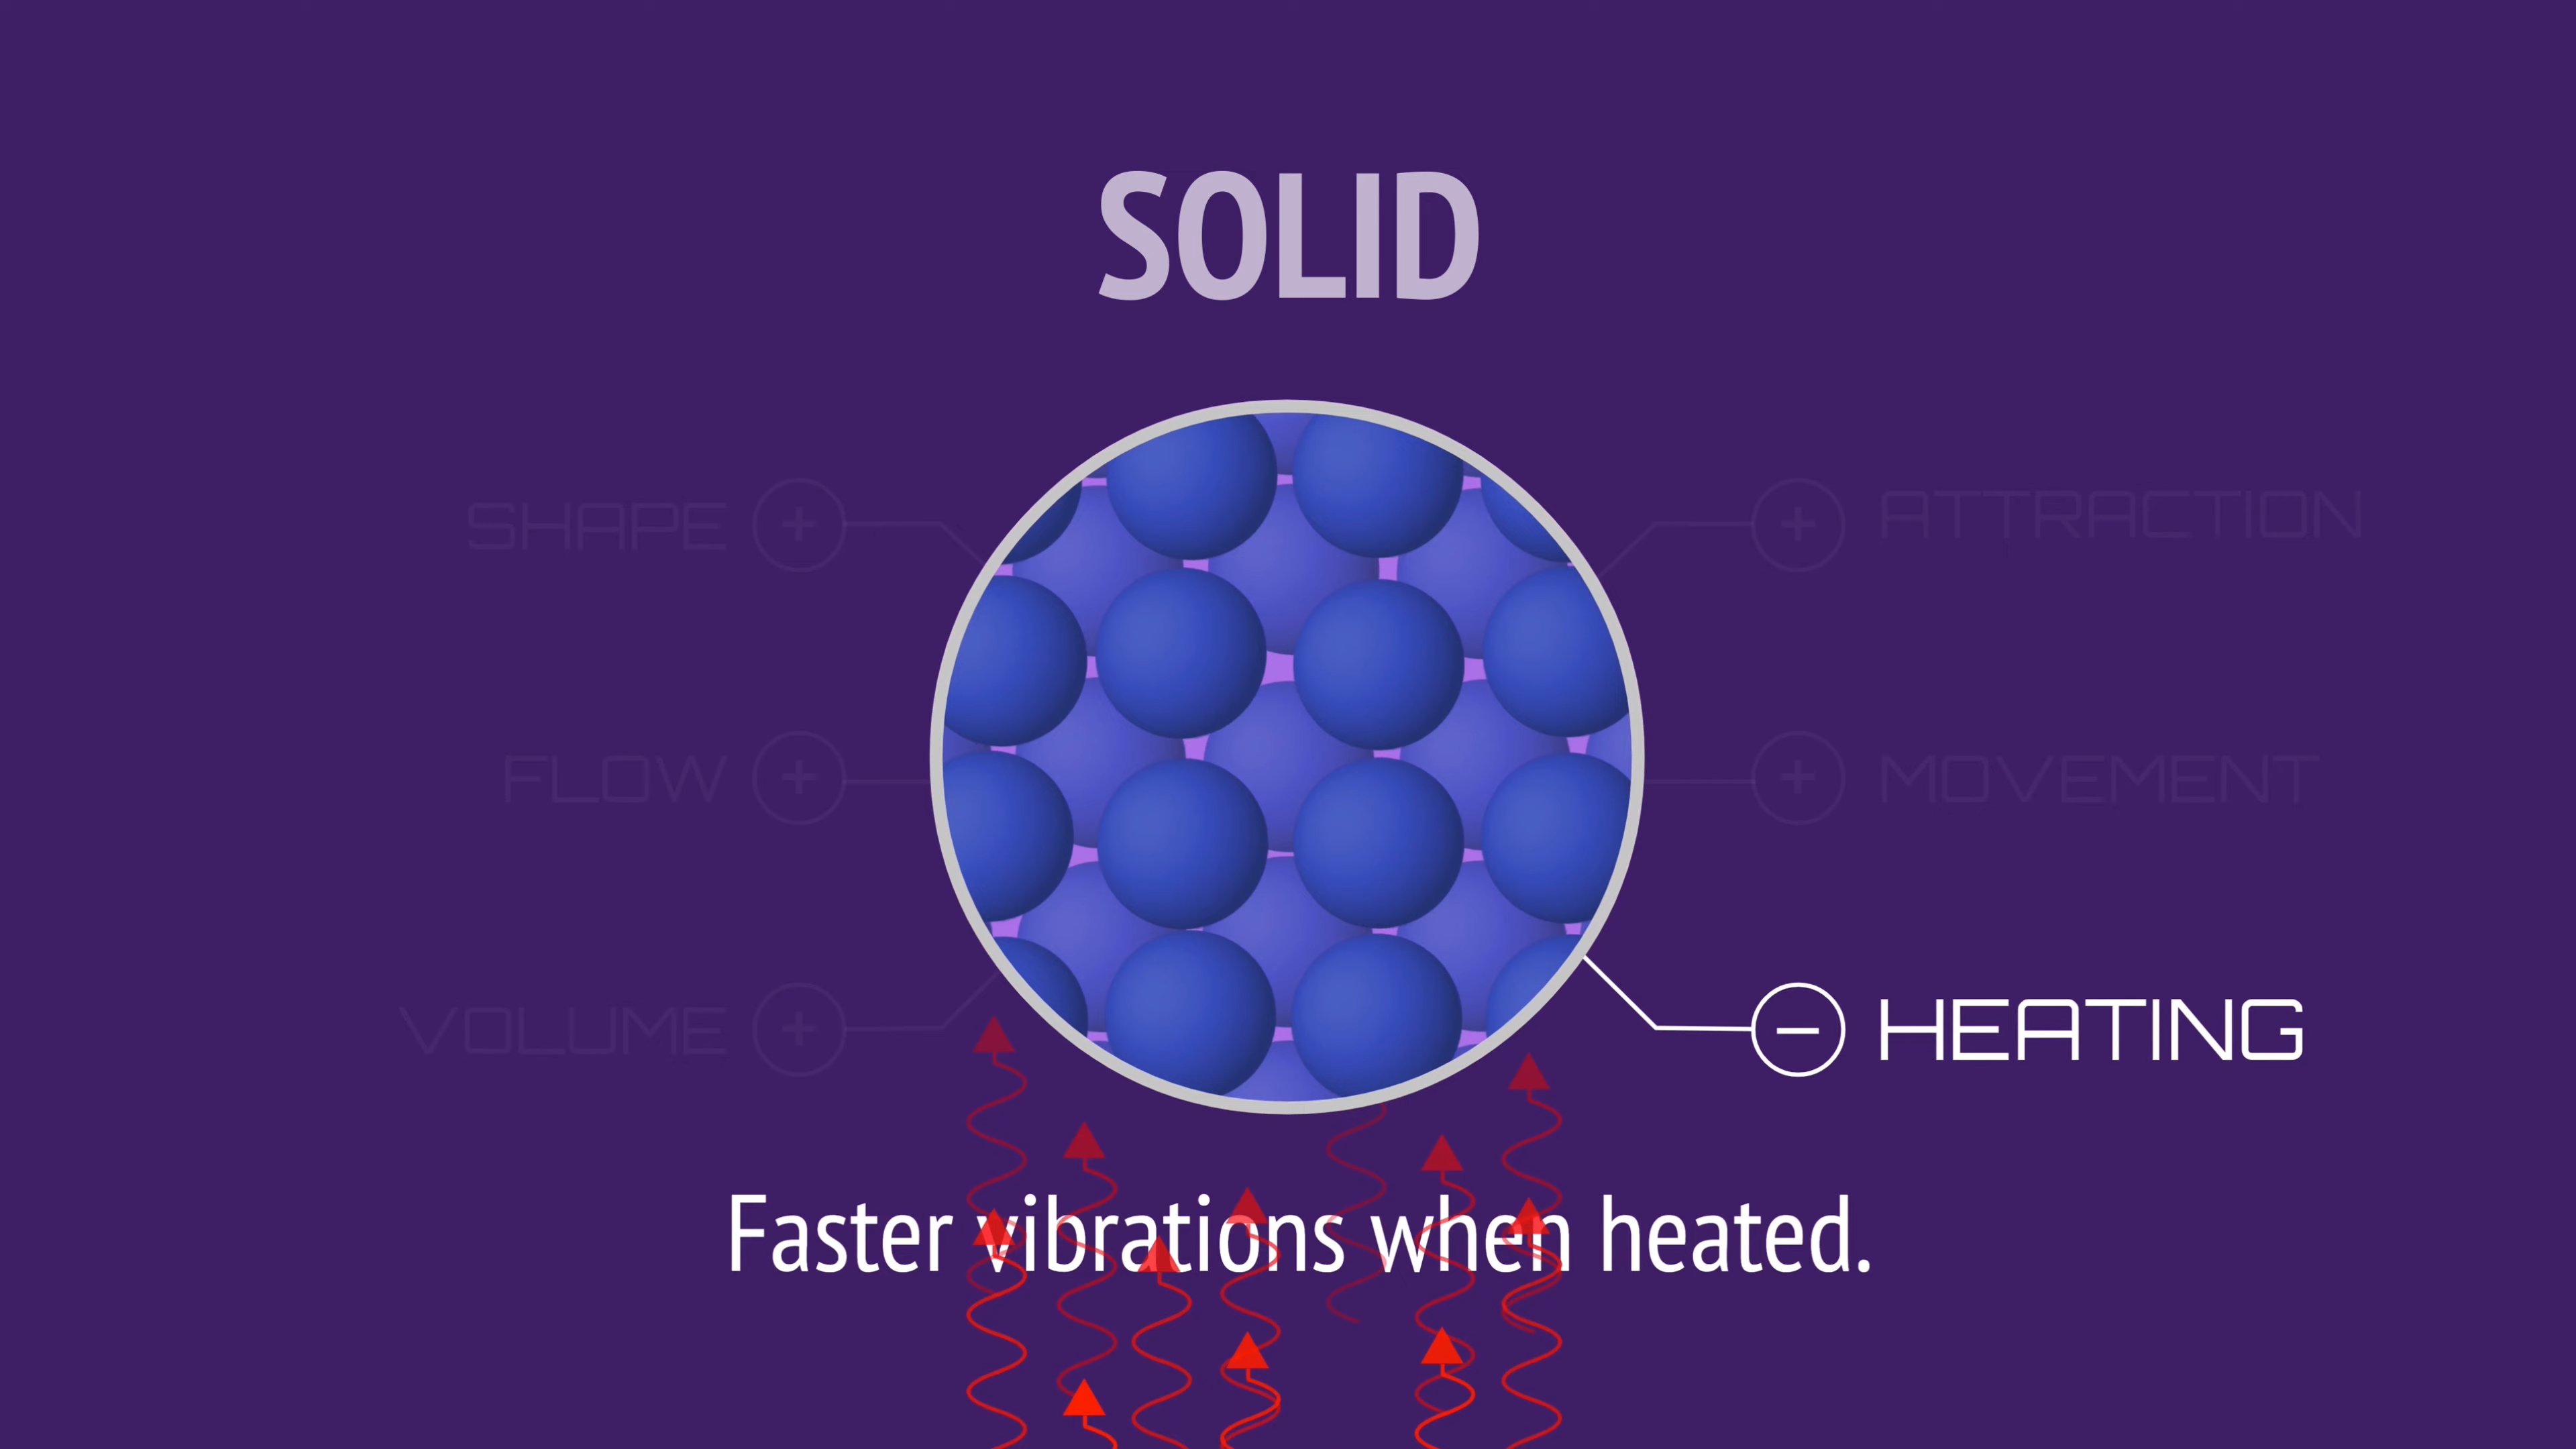 SOLID
SHAPE
ATTRACTION
FLOW
MOVEMENT
VOLUME
HEATING
Faster vibrations when heated.